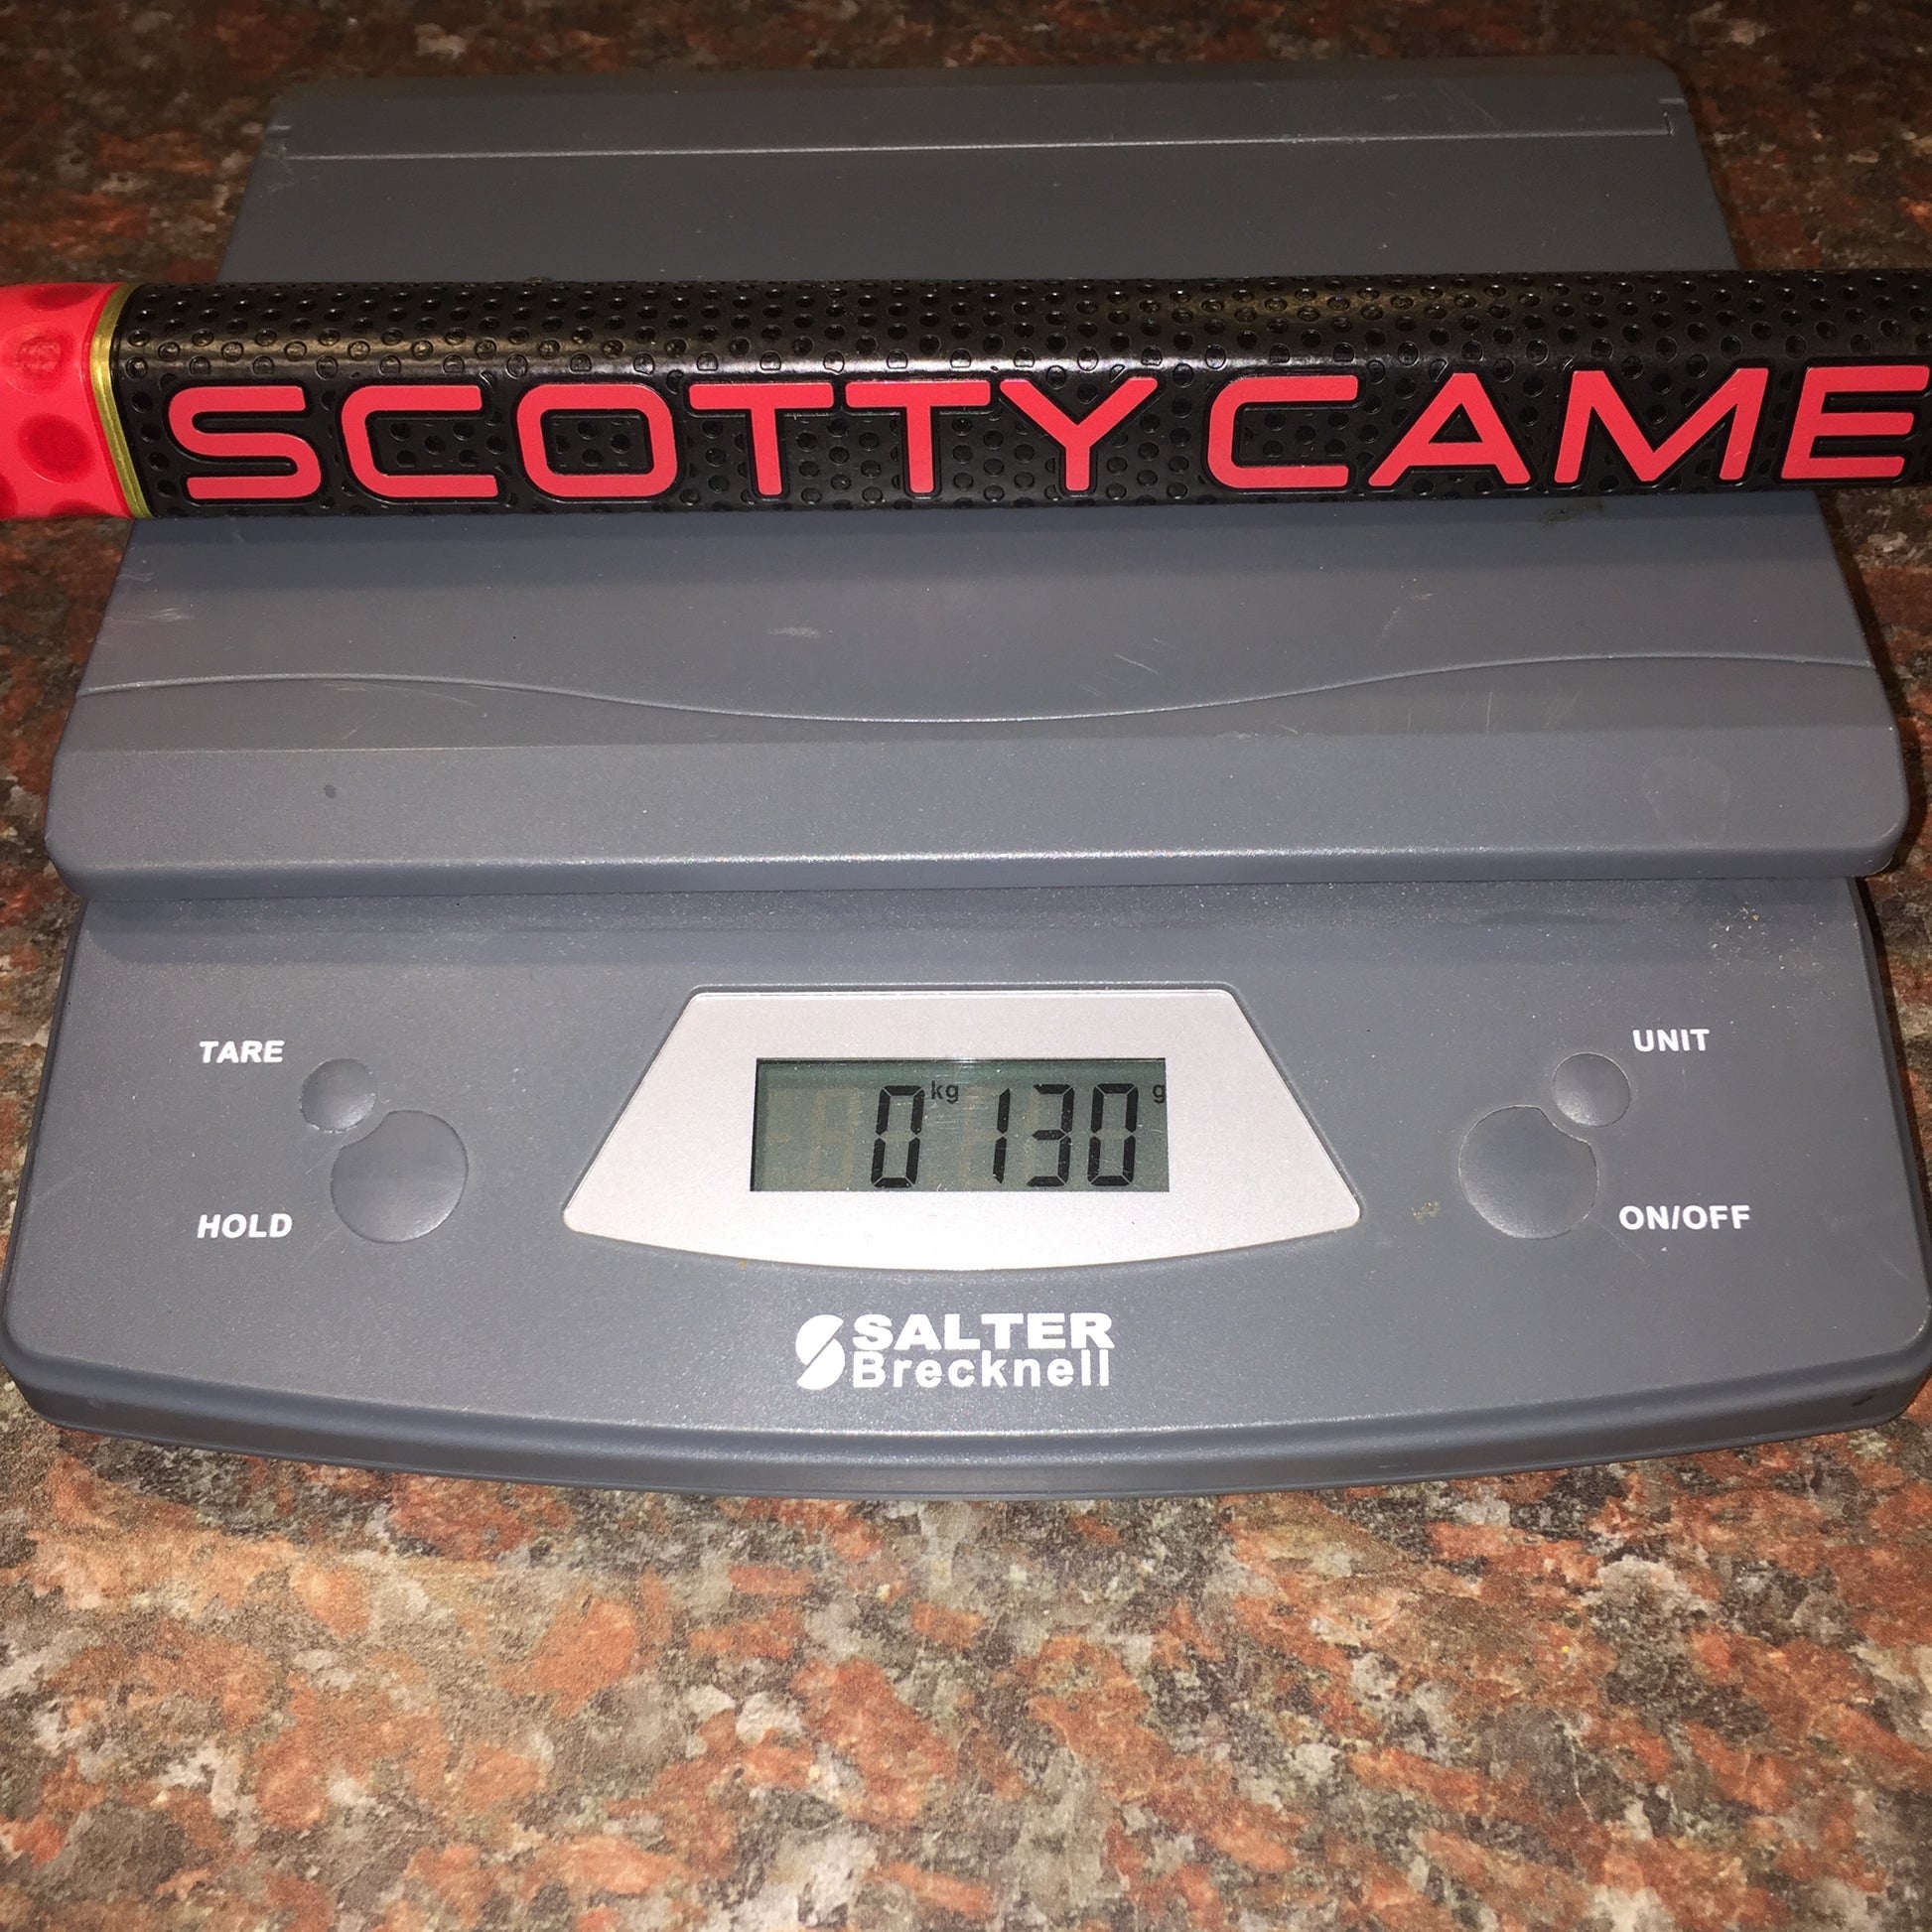 SCOTTY CAME
TARE
UNIT
0 kg 130 g
HOLD
ON/OFF
SALTER
Brecknell